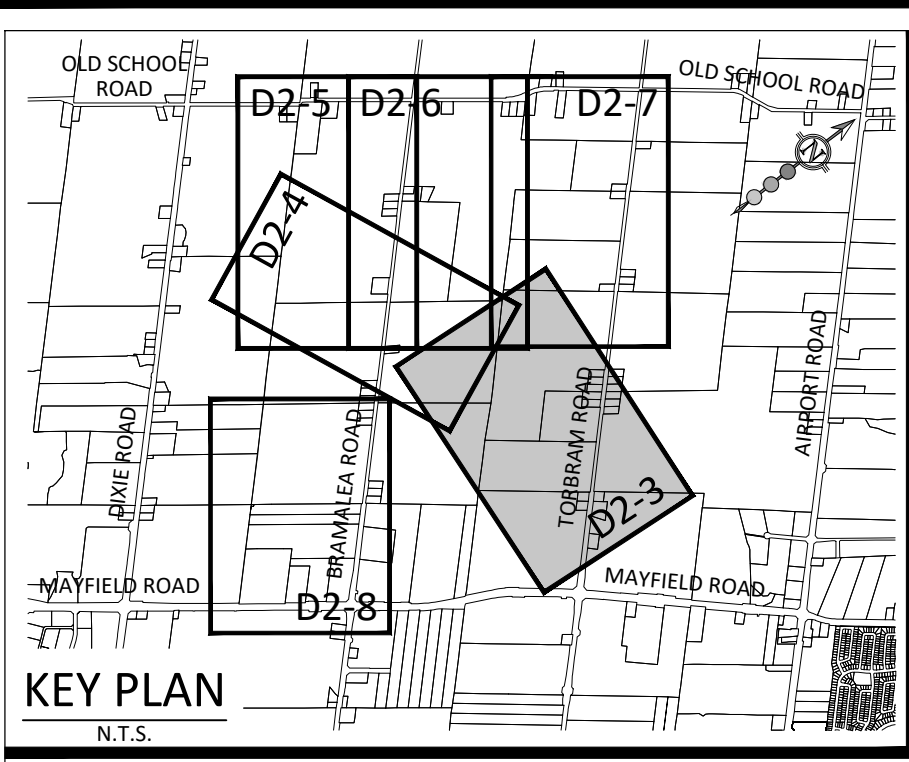 OLD SCHOOL
ROAD
OLD SCHOOL ROAD
D2-5
D2-6
D2-7
N
D2-4
DIXIE ROAD
BRAMALEA ROAD
TORBRAM ROAD
AIRPORT ROAD
D2-3
MAYFIELD ROAD
MAYFIELD ROAD
D2-8
KEY PLAN
N.T.S.